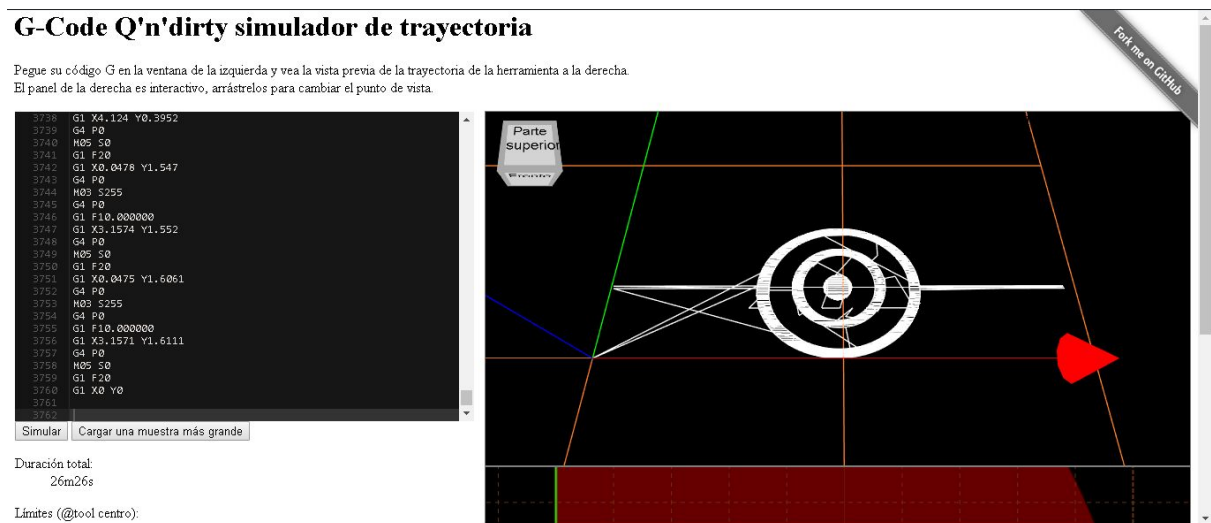 G-Code Q'n'dirty simulador de trayectoria
Fork me on GitHub
Pegue su código G en la ventana de la izquierda y vea la vista previa de la trayectoria de la herramienta a la derecha.
El panel de la derecha es interactivo, arrástrelos para cambiar el punto de vista.
3738 G1 X4.124 Y0.3952
3739 G4 P0
3740 M05 S0
3741 G1 F20
3742 G1 X0.0478 Y1.547
3743 G4 P0
3744 M03 S255
3745 G4 P0
3746 G1 F10.000000
3747 G1 X3.1574 Y1.552
3748 G4 P0
3749 M05 S0
3750 G1 F20
3751 G1 X0.0475 Y1.6061
3752 G4 P0
3753 M03 S255
3754 G4 P0
3755 G1 F10.000000
3756 G1 X3.1571 Y1.6111
3757 G4 P0
3758 M05 S0
3759 G1 F20
3760 G1 X0 Y0
3761
3762
Parte
superior
Frente
Simular
Cargar una muestra más grande
Duración total:
26m26s
Límites (@tool centro):